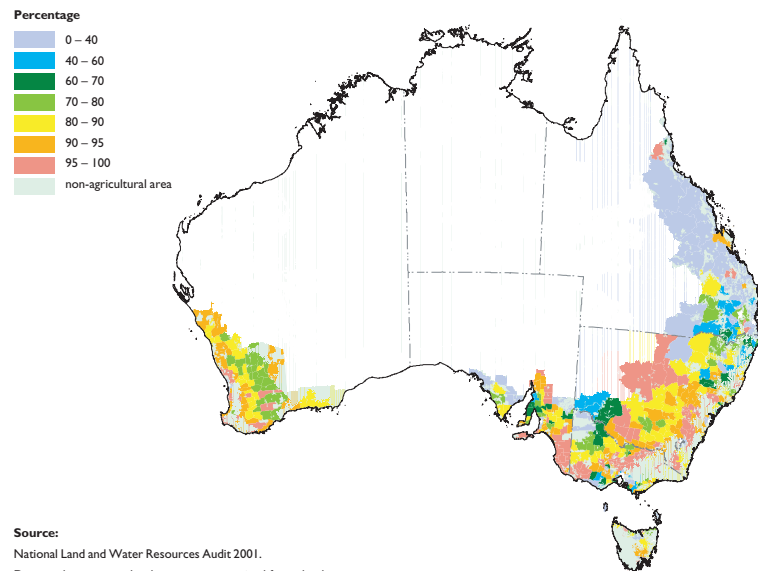 Percentage
0 – 40
40 – 60
60 – 70
70 – 80
80 – 90
90 – 95
95 – 100
non-agricultural area
Source:
National Land and Water Resources Audit 2001.